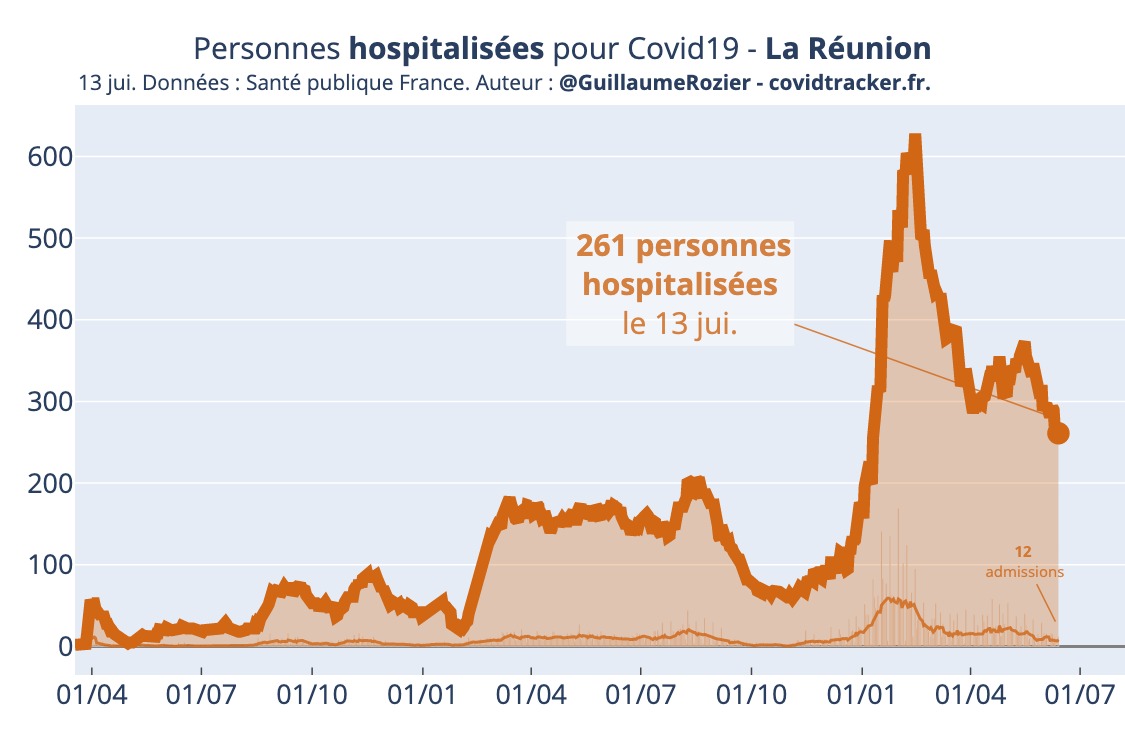 Personnes hospitalisées pour Covid19 - La Réunion
13 jui. Données : Santé publique France. Auteur : @GuillaumeRozier - covidtracker.fr.
600
500
261 personnes
hospitalisées
le 13 jui.
400
300
200
100
12
admissions
0
01/04 01/07 01/10 01/01 01/04 01/07 01/10 01/01 01/04 01/07